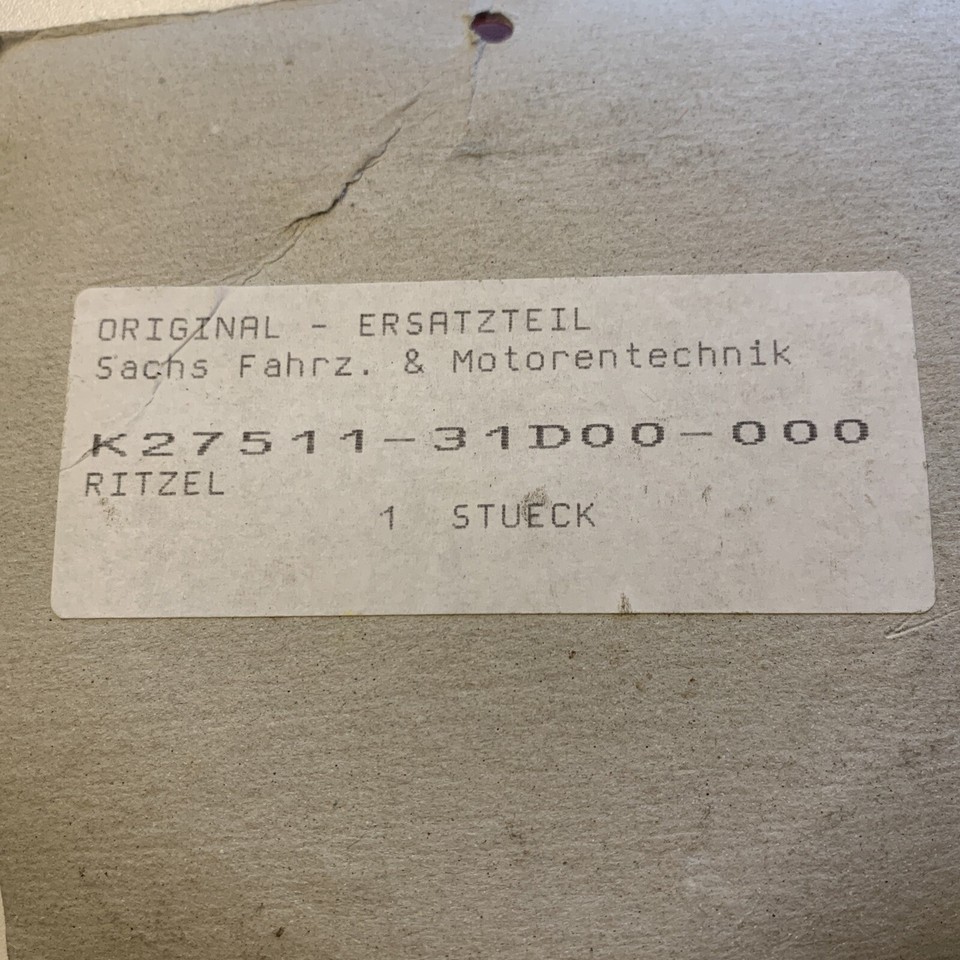 ORIGINAL - ERSATZTEIL
Sachs Fahrz. & Motorentechnik
K27511-31D00-000
RITZEL
1 STUECK